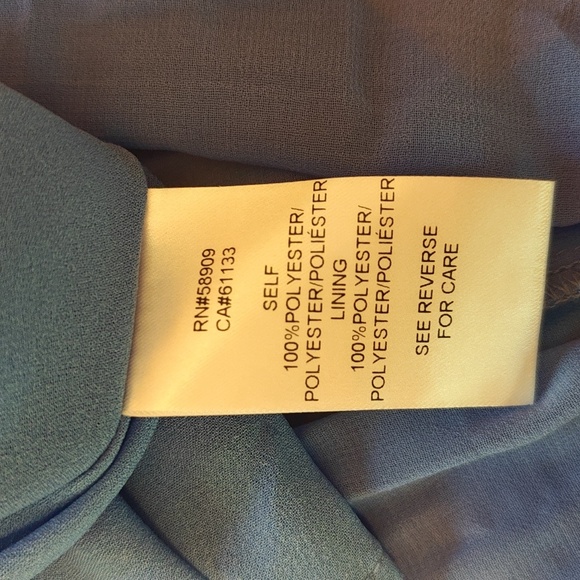 RN#58909
CA#61133
SELF
100%POLYESTER/
POLYESTER/POLIÉSTER
LINING
100%POLYESTER/
POLYESTER/POLIÉSTER
SEE REVERSE
FOR CARE